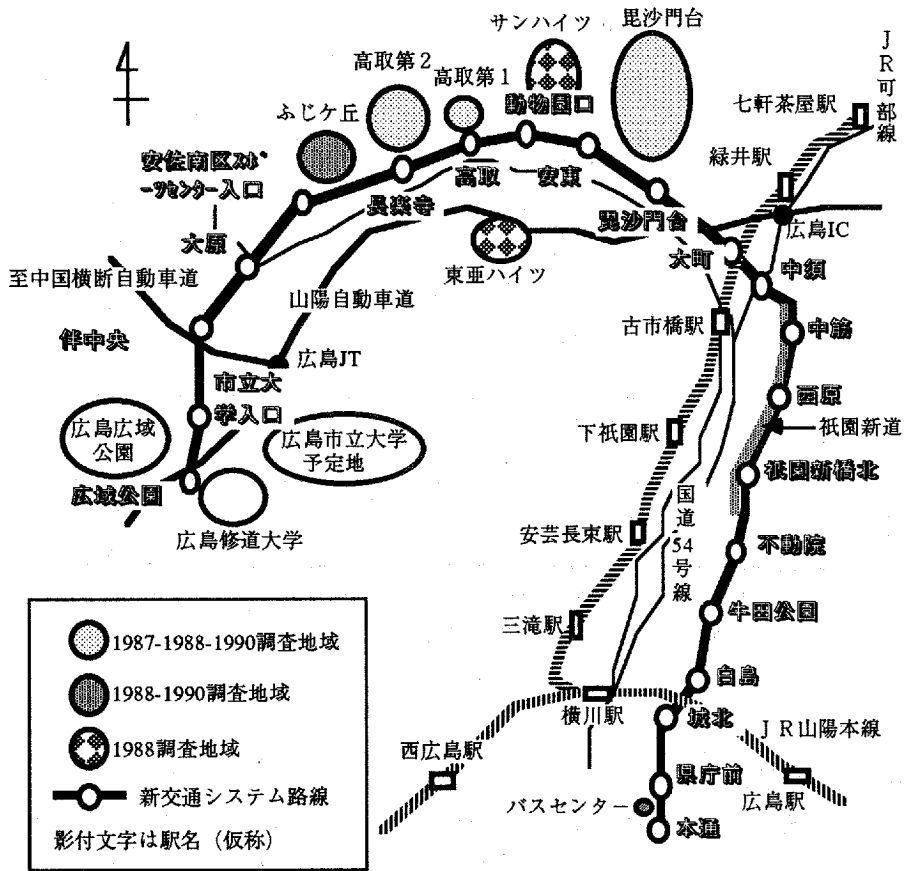 サンハイツ
毘沙門台
JR可部線
高取第2
高取第1
七軒茶屋駅
ふじケ丘
動物園口
緑井駅
安佐南区スポ
ーツセンター入口
高取
安東
長楽寺
毘沙門台
広島IC
大原
大町
中須
至中国横断自動車道
東亜ハイツ
山陽自動車道
古市橋駅
伴中央
広島JT
中筋
市立大
学入口
西原
広島広域
公園
広島市立大学
予定地
下祇園駅
祇園新道
広域公園
祇園新橋北
国道54号線
広島修道大学
安芸長束駅
不動院
牛田公園
三滝駅
1987-1988-1990調査地域
白島
1988-1990調査地域
横川駅
城北
JR山陽本線
1988調査地域
西広島駅
県庁前
新交通システム路線
バスセンター
広島駅
影付文字は駅名(仮称)
本通